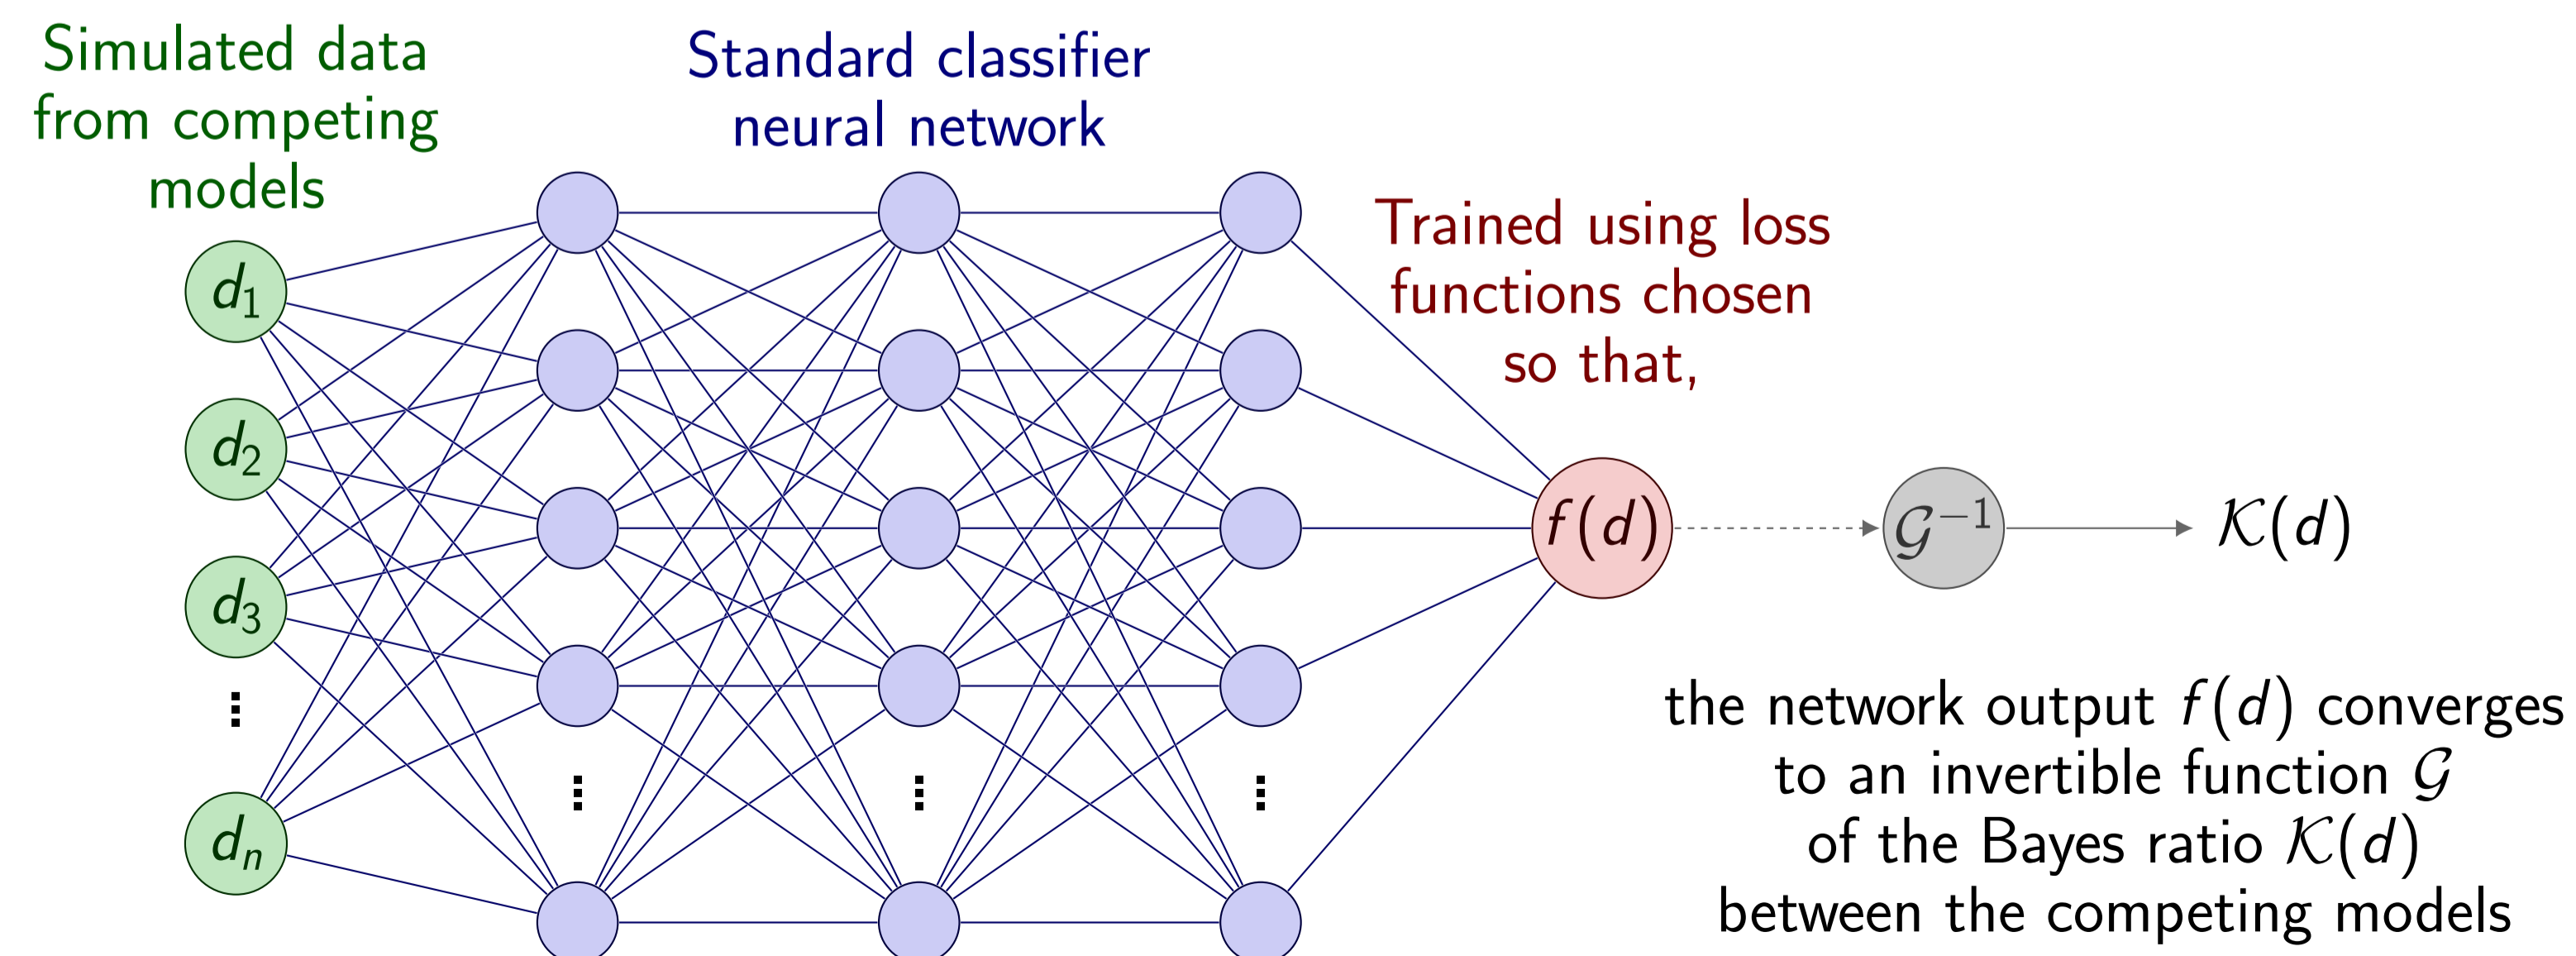 Simulated data
from competing
models
Standard classifier
neural network
Trained using loss
functions chosen
so that,
d₁
d₂
d₃
⋮
dₙ
⋮
⋮
⋮
f(d)
𝒢⁻¹
𝒦(d)
the network output f(d) converges
to an invertible function 𝒢
of the Bayes ratio 𝒦(d)
between the competing models